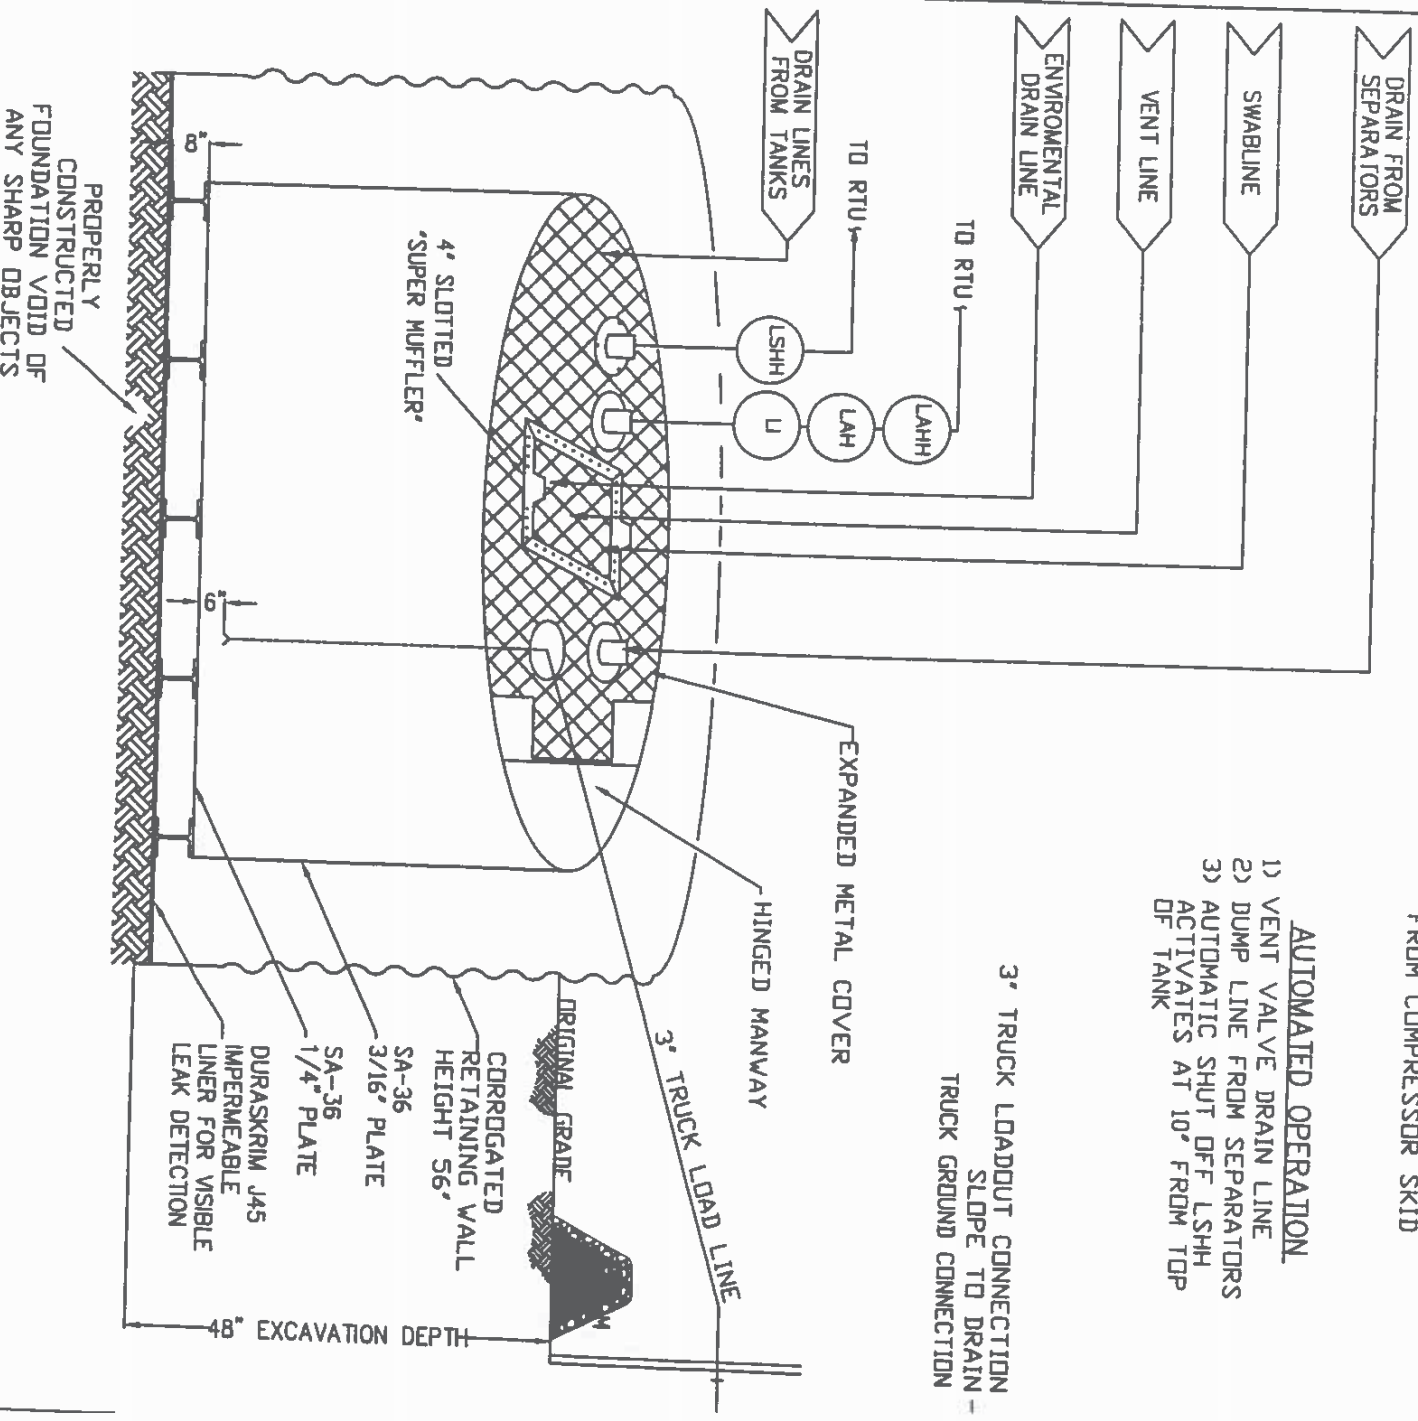 FROM COMPRESSOR SKID
DRAIN FROM
SEPARATORS
SWABLINE
VENT LINE
ENVIROMENTAL
DRAIN LINE
DRAIN LINES
FROM TANKS
TO RTU
TO RTU
LSHH
LI
LAH
LAHH
AUTOMATED OPERATION
1) VENT VALVE DRAIN LINE
2) DUMP LINE FROM SEPARATORS
3) AUTOMATIC SHUT OFF LSHH
ACTIVATES AT 10" FROM TOP
OF TANK
3" TRUCK LOADOUT CONNECTION
SLOPE TO DRAIN -
TRUCK GROUND CONNECTION
EXPANDED METAL COVER
HINGED MANWAY
3" TRUCK LOAD LINE
4" SLOTTED
"SUPER MUFFLER"
ORIGINAL GRADE
8"
6"
CORROGATED
RETAINING WALL
HEIGHT 56"
SA-36
3/16" PLATE
SA-36
1/4" PLATE
DURASKRIM J45
IMPERMEABLE
LINER FOR VISIBLE
LEAK DETECTION
48" EXCAVATION DEPTH
PROPERLY
CONSTRUCTED
FOUNDATION VOID OF
ANY SHARP OBJECTS